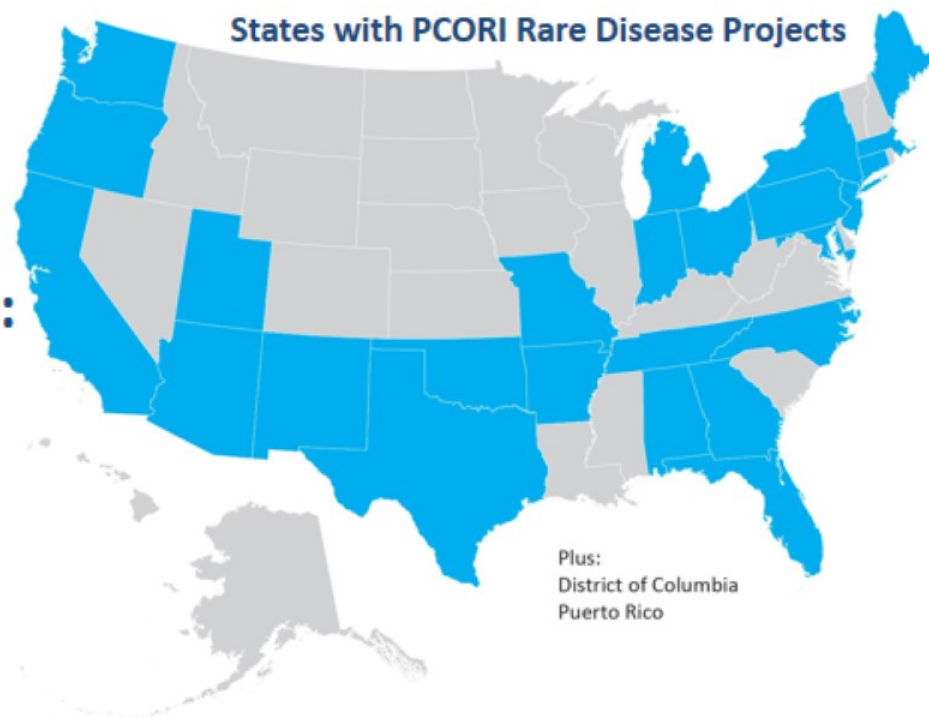 States with PCORI Rare Disease Projects
:
Plus:
District of Columbia
Puerto Rico